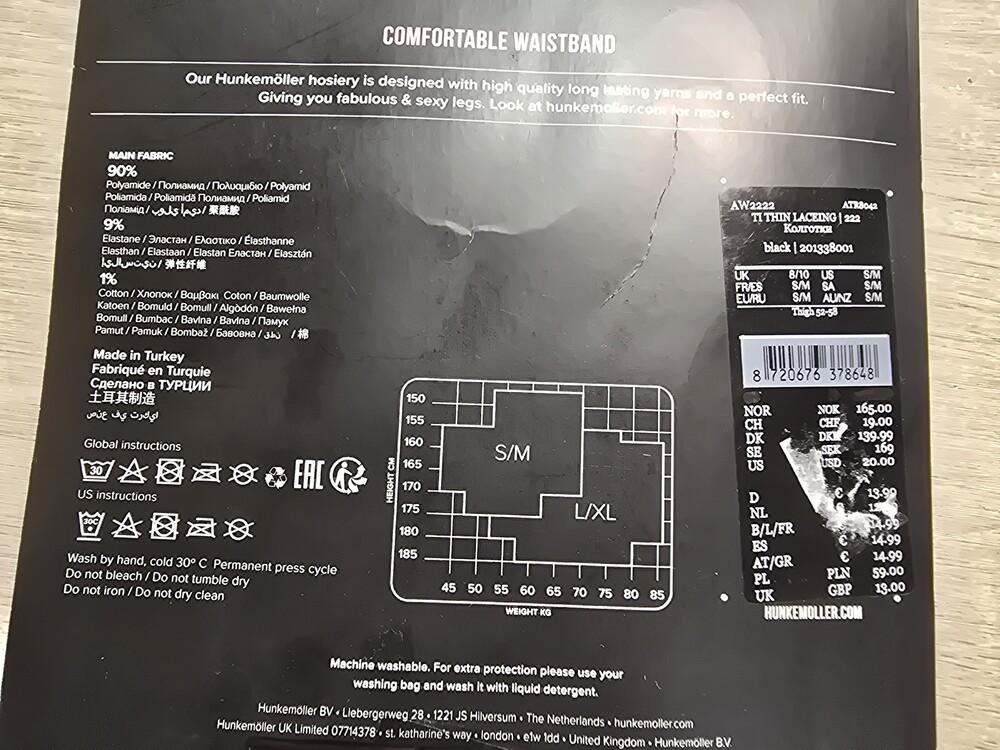 COMFORTABLE WAISTBAND
Our Hunkemöller hosiery is designed with high quality long lasting yarns and a perfect fit.
Giving you fabulous & sexy legs. Look at hunkemoller.com for more.
MAIN FABRIC
90%
Polyamide / Полиамид / Πολυαμιδιο / Polyamid
Poliamida / Poliamidă Полиамид / Poliamid
Поліамід / بولي أميد / 聚酰胺
9%
Elastane / Эластан / Ελαστικο / Élasthanne
Elasthan / Elastaan / Elastan Еластан / Elasztán
إيلاستين / 弹性纤维
1%
Cotton / Хлопок / Βαμβακι Coton / Baumwolle
Katoen / Bomuld / Bomull / Algodón / Bawełna
Bomull / Bumbac / Bavlna / Bavlna / Памук
Pamut / Pamuk / Bombaž / Бавовна / قطن / 棉
Made in Turkey
Fabriqué en Turquie
Сделано в ТУРЦИИ
土耳其制造
صنع في تركيا
Global instructions
30 EAC
US instructions
30C
Wash by hand, cold 30º C Permanent press cycle
Do not bleach / Do not tumble dry
Do not iron / Do not dry clean
HEIGHT CM
150
155
160
165
170
175
180
185
S/M
L/XL
45 50 55 60 65 70 75 80 85
WEIGHT KG
AW2222 ATR8042
TI THIN LACEING | 222
Колготки
black | 201338001
UK 8/10 US S/M
FR/ES S/M SA S/M
EU/RU S/M AU/NZ S/M
Thigh 52-58
8 720676 378648
NOR NOK 165.00
CH CHF 19.00
DK DKK 139.99
SE SEK 169
US USD 20.00
D € 13.99
NL €
B/L/FR € 14.99
ES € 14.99
AT/GR € 14.99
PL PLN 59.00
UK GBP 13.00
HUNKEMOLLER.COM
Machine washable. For extra protection please use your
washing bag and wash it with liquid detergent.
Hunkemöller BV • Liebergerweg 28 • 1221 JS Hilversum • The Netherlands • hunkemoller.com
Hunkemöller UK Limited 07714378 • st. katharine's way • london • e1w 1dd • United Kingdom • Hunkemöller B.V.